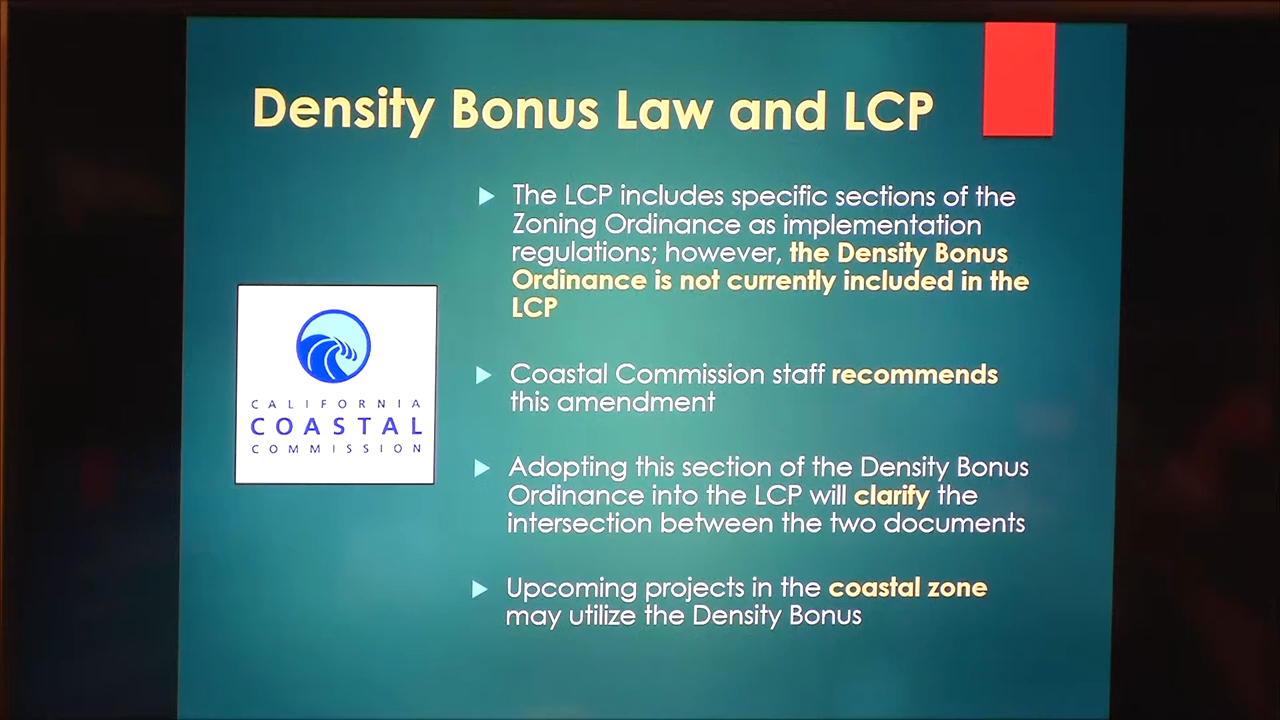 Density Bonus Law and LCP
The LCP includes specific sections of the
Zoning Ordinance as implementation
regulations; however, the Density Bonus
Ordinance is not currently included in the
LCP
Coastal Commission staff recommends
this amendment
Adopting this section of the Density Bonus
Ordinance into the LCP will clarify the
intersection between the two documents
Upcoming projects in the coastal zone
may utilize the Density Bonus
CALIFORNIA
COASTAL
COMMISSION